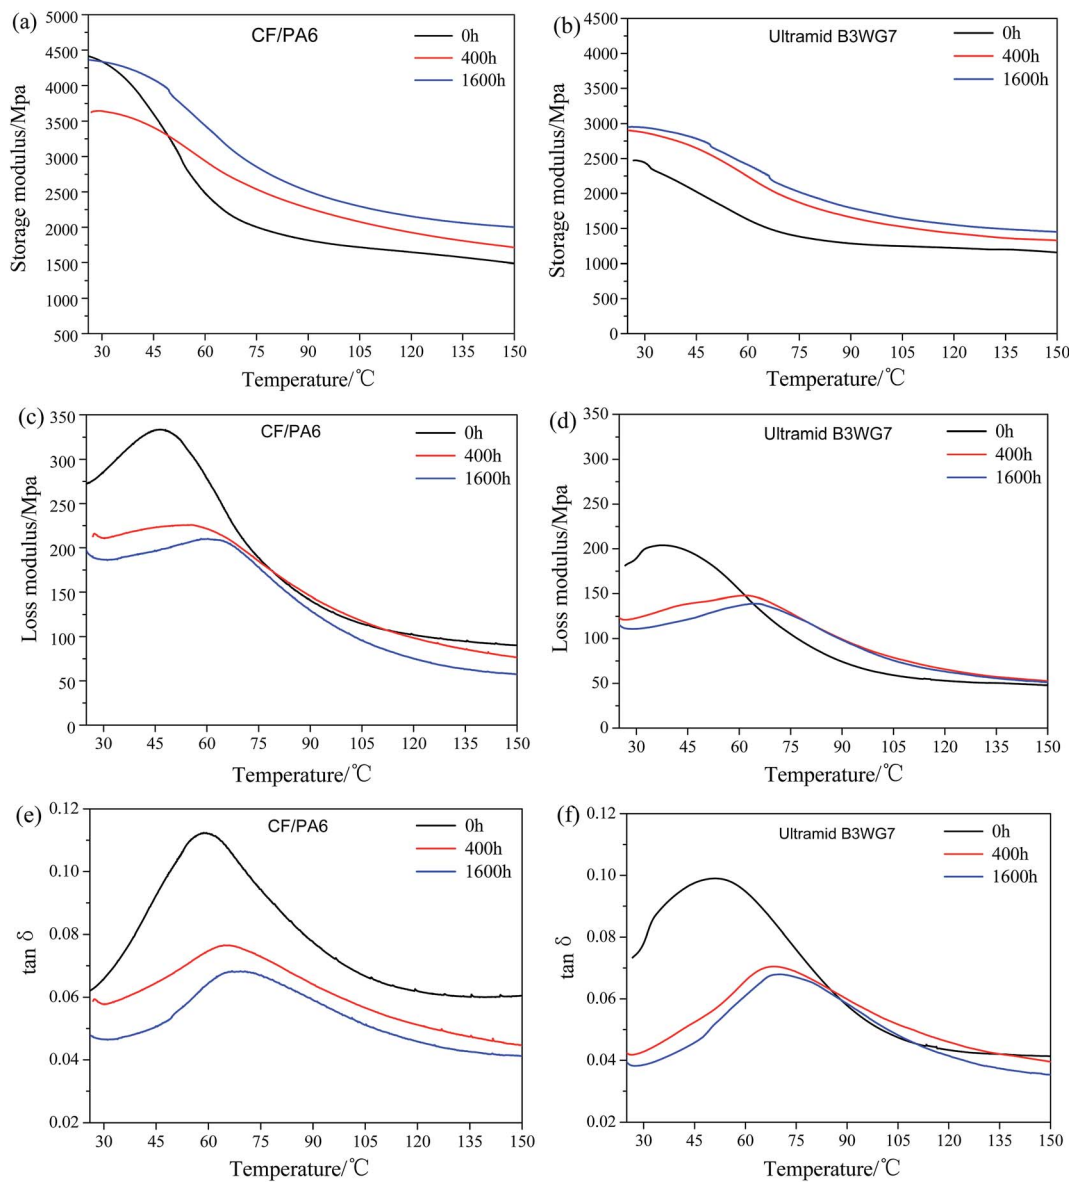 (a)
CF/PA6
0h
400h
1600h
5000
4500
4000
3500
3000
2500
2000
1500
1000
500
Storage modulus/Mpa
30 45 60 75 90 105 120 135 150
Temperature/℃
(b)
Ultramid B3WG7
0h
400h
1600h
4500
4000
3500
3000
2500
2000
1500
1000
500
0
Storage modulus/Mpa
30 45 60 75 90 105 120 135 150
Temperature/℃
(c)
CF/PA6
0h
400h
1600h
350
300
250
200
150
100
50
0
Loss modulus/Mpa
30 45 60 75 90 105 120 135 150
Temperature/℃
(d)
Ultramid B3WG7
0h
400h
1600h
350
300
250
200
150
100
50
0
Loss modulus/Mpa
30 45 60 75 90 105 120 135 150
Temperature/℃
(e)
CF/PA6
0h
400h
1600h
0.12
0.10
0.08
0.06
0.04
0.02
tan δ
30 45 60 75 90 105 120 135 150
Temperature/℃
(f)
Ultramid B3WG7
0h
400h
1600h
0.12
0.10
0.08
0.06
0.04
0.02
tan δ
30 45 60 75 90 105 120 135 150
Temperature/℃